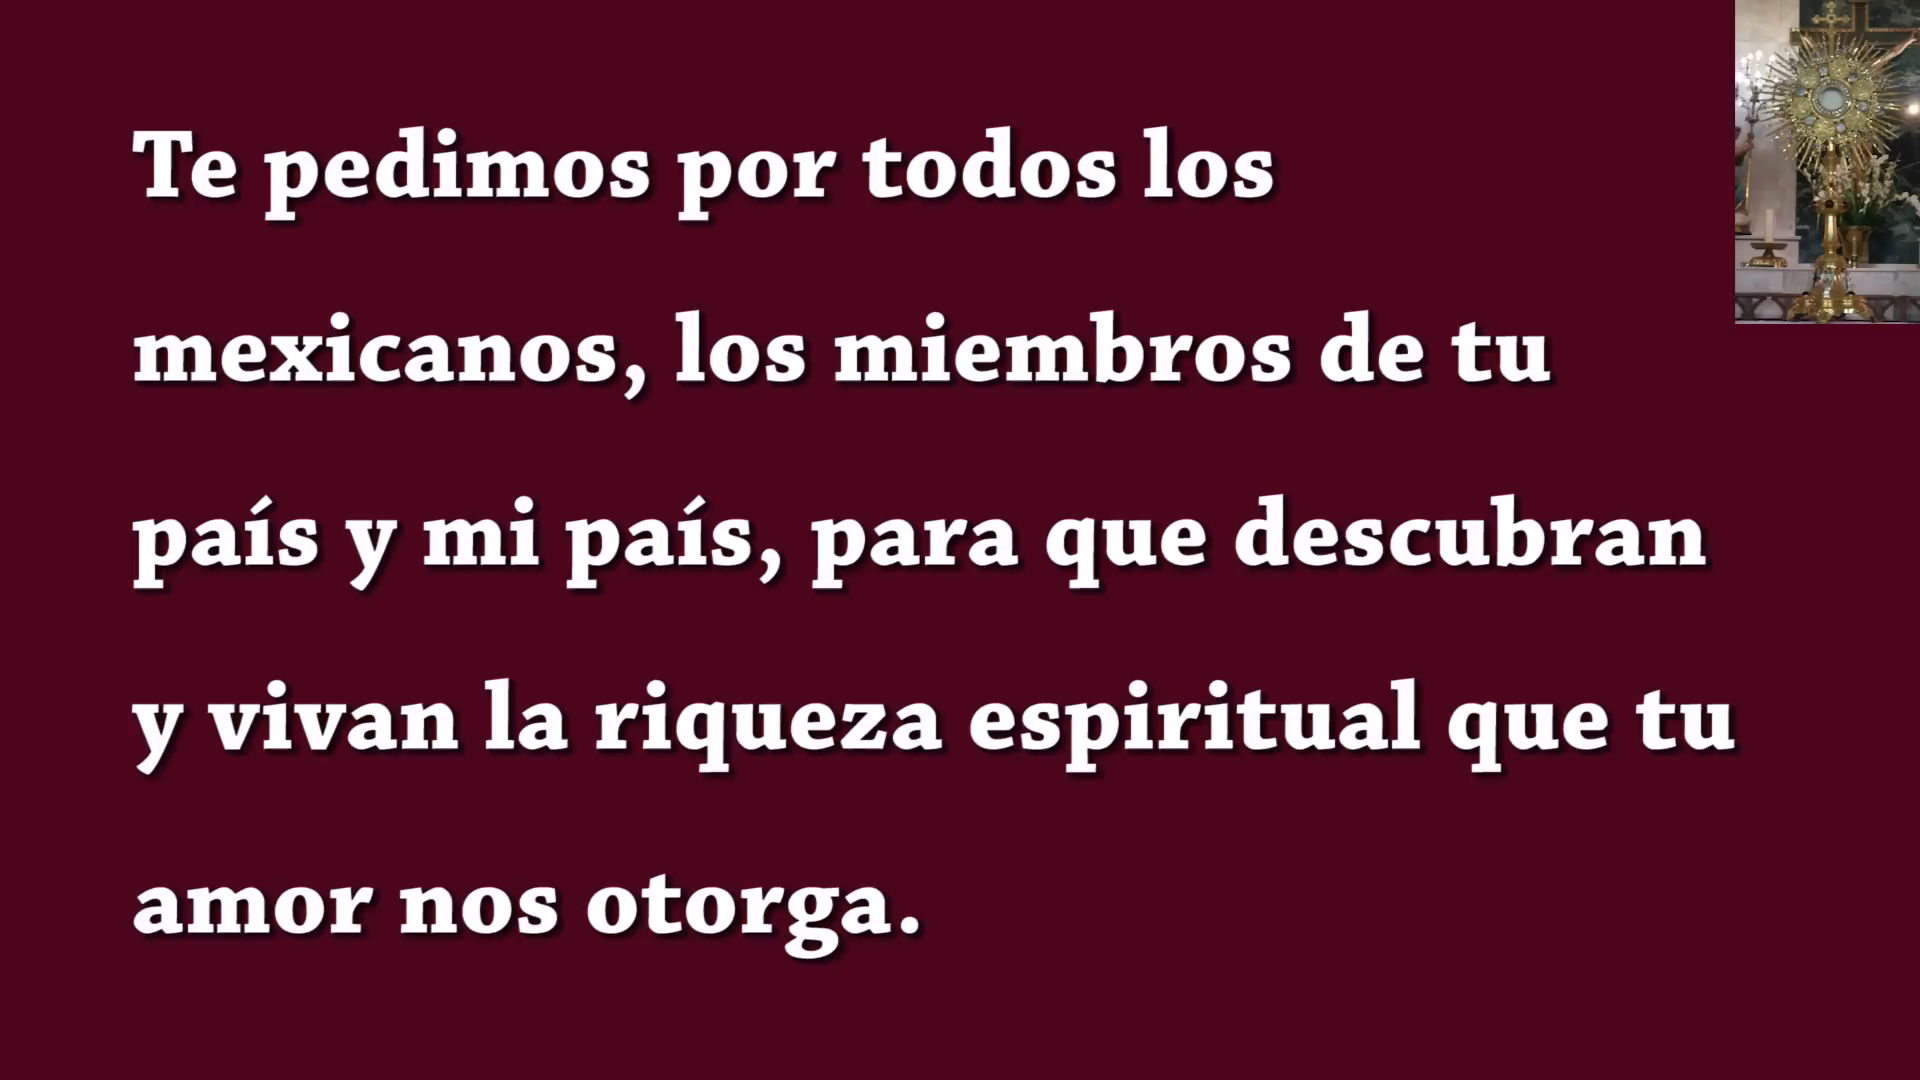 Te pedimos por todos los
mexicanos, los miembros de tu
país y mi país, para que descubran
y vivan la riqueza espiritual que tu
amor nos otorga.